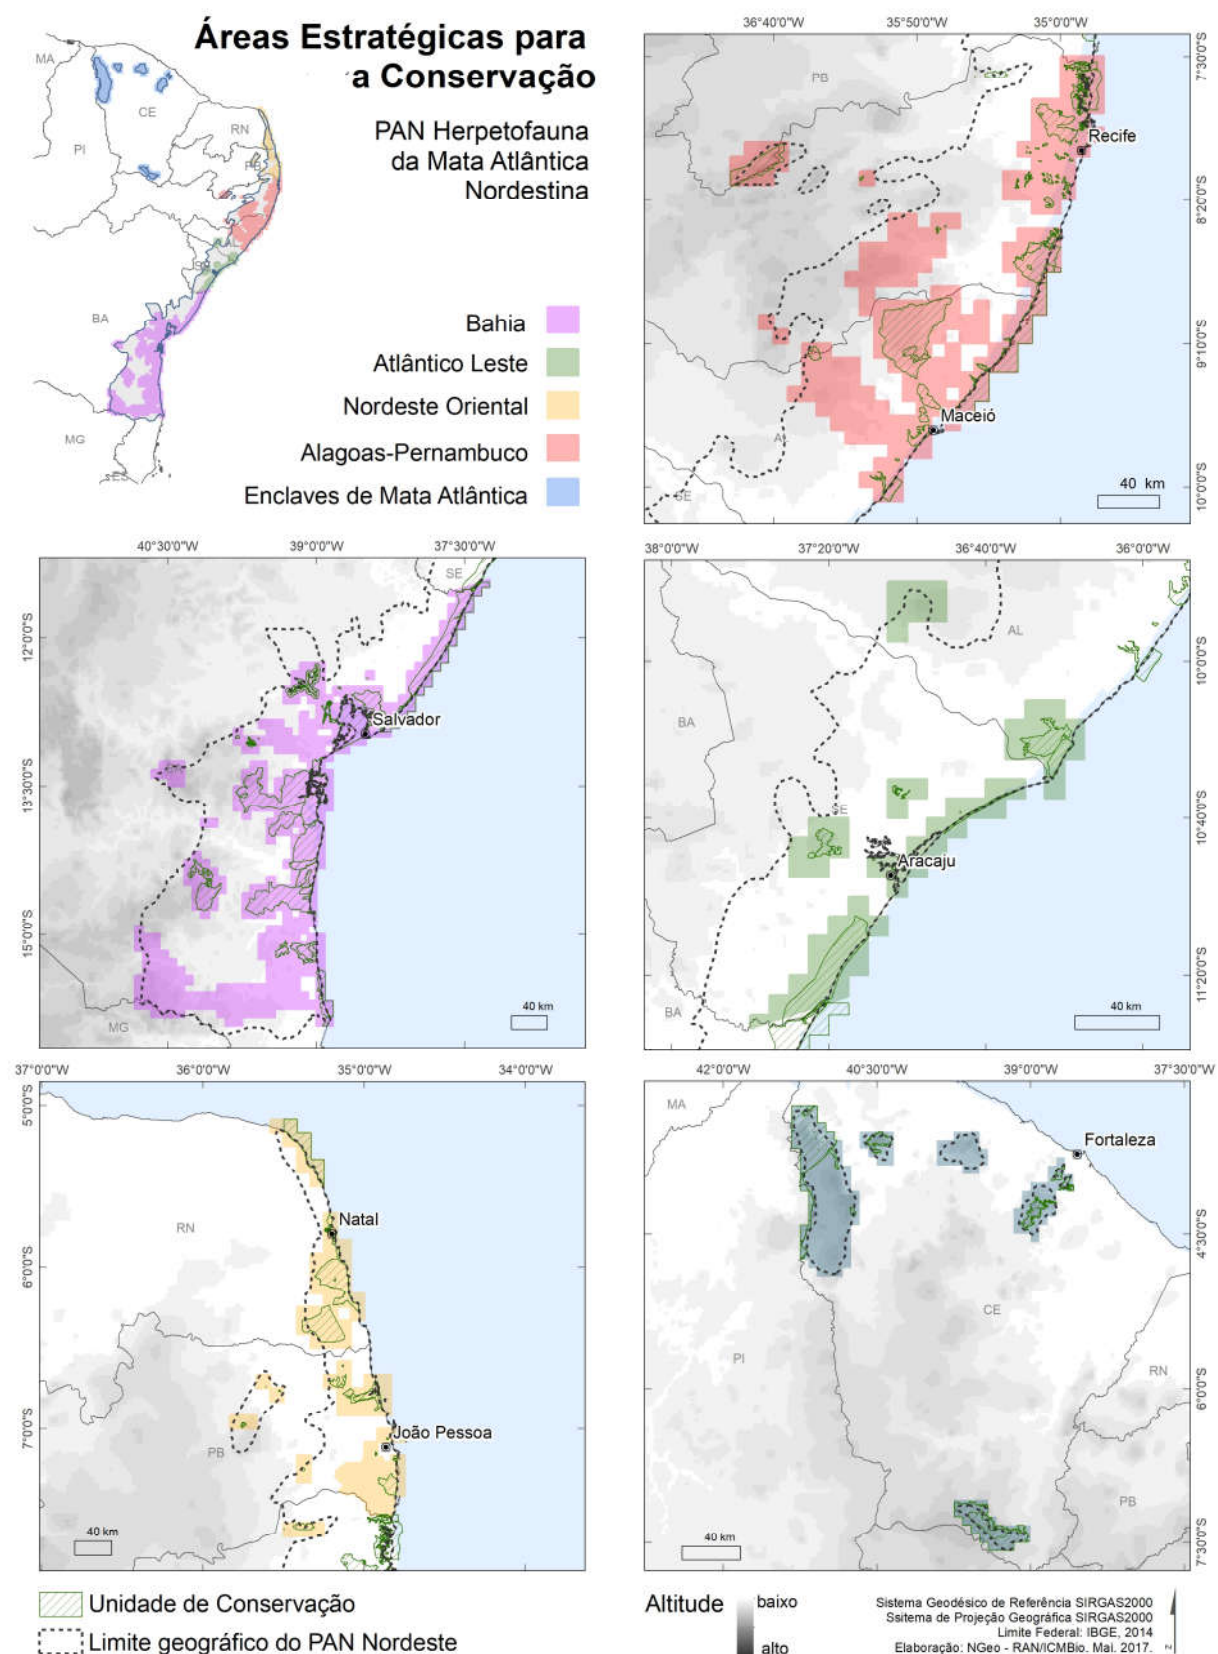 Áreas Estratégicas para
a Conservação
PAN Herpetofauna
da Mata Atlântica
Nordestina
MA
CE
RN
PI
PB
AL
SE
BA
MG
ES
Bahia
Atlântico Leste
Nordeste Oriental
Alagoas-Pernambuco
Enclaves de Mata Atlântica
36°40'0"W
35°50'0"W
35°0'0"W
7°30'0"S
8°20'0"S
9°10'0"S
10°0'0"S
PB
Recife
Maceió
AL
SE
40 km
40°30'0"W
39°0'0"W
37°30'0"W
12°0'0"S
13°30'0"S
15°0'0"S
SE
Salvador
MG
40 km
38°0'0"W
37°20'0"W
36°40'0"W
36°0'0"W
10°0'0"S
10°40'0"S
11°20'0"S
AL
BA
SE
Aracaju
BA
40 km
37°0'0"W
36°0'0"W
35°0'0"W
34°0'0"W
5°0'0"S
6°0'0"S
7°0'0"S
RN
Natal
PB
João Pessoa
40 km
42°0'0"W
40°30'0"W
39°0'0"W
37°30'0"W
4°30'0"S
6°0'0"S
7°30'0"S
MA
Fortaleza
CE
PI
RN
PB
40 km
Unidade de Conservação
Limite geográfico do PAN Nordeste
Altitude
baixo
alto
Sistema Geodésico de Referência SIRGAS2000
Ssitema de Projeção Geográfica SIRGAS2000
Limite Federal: IBGE, 2014
Elaboração: NGeo - RAN/ICMBio. Mai. 2017.
z